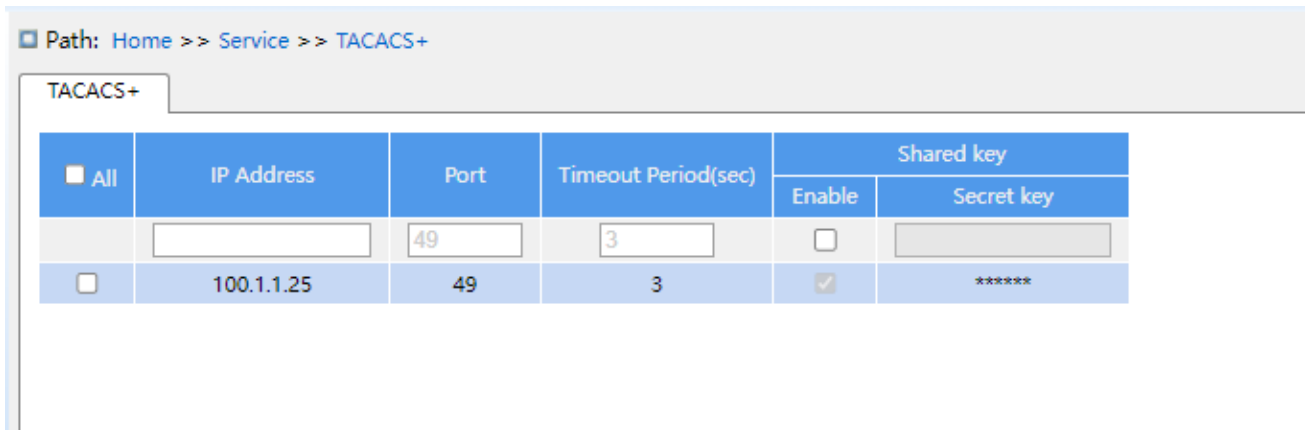 Path: Home >> Service >> TACACS+
TACACS+
All IP Address Port Timeout Period(sec) Shared key
Enable Secret key
49 3
100.1.1.25 49 3 ******